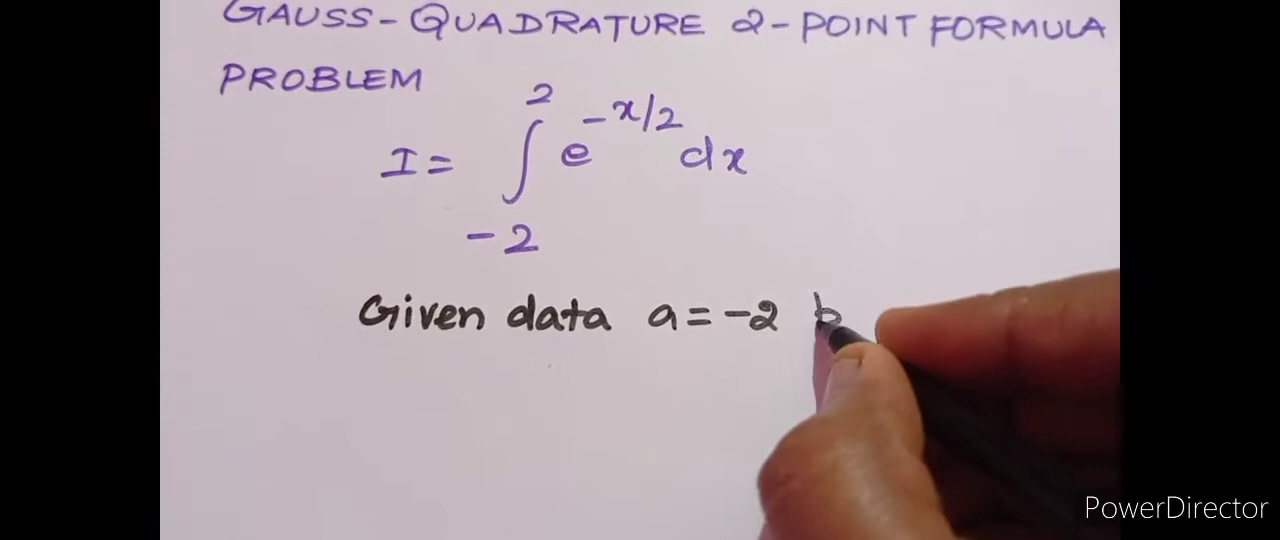 GAUSS-QUADRATURE 2-POINT FORMULA
PROBLEM
I = ∫_{-2}^{2} e^{-x/2} dx
Given data a = -2 b
PowerDirector